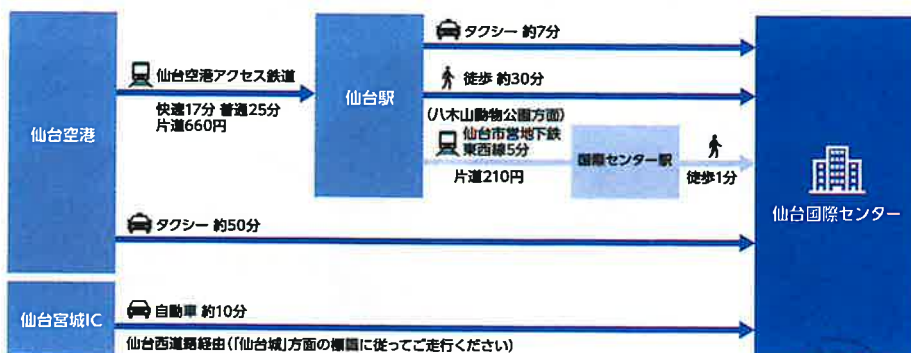 仙台空港
仙台空港アクセス鉄道
快速17分 普通25分
片道660円
仙台駅
タクシー 約7分
徒歩 約30分
(八木山動物公園方面)
仙台市営地下鉄
東西線5分
片道210円
国際センター駅
徒歩1分
タクシー 約50分
仙台国際センター
仙台宮城IC
自動車 約10分
仙台西道路経由(「仙台城」方面の標識に従ってご走行ください)